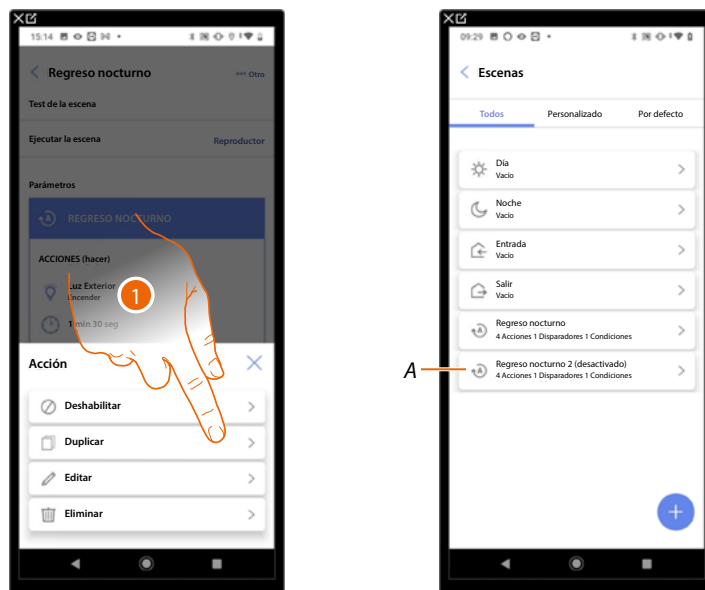 15:14
Regreso nocturno
*** Otro
Test de la escena
Ejecutar la escena
Reproductor
Parámetros
REGRESO NOCTURNO
ACCIONES (hacer)
Luz Exterior
Encender
1 min 30 seg
1
Acción
Deshabilitar
Duplicar
Editar
Eliminar
09:29
Escenas
Todos
Personalizado
Por defecto
Día
Vacío
Noche
Vacío
Entrada
Vacío
Salir
Vacío
Regreso nocturno
4 Acciones 1 Disparadores 1 Condiciones
A
Regreso nocturno 2 (desactivado)
4 Acciones 1 Disparadores 1 Condiciones